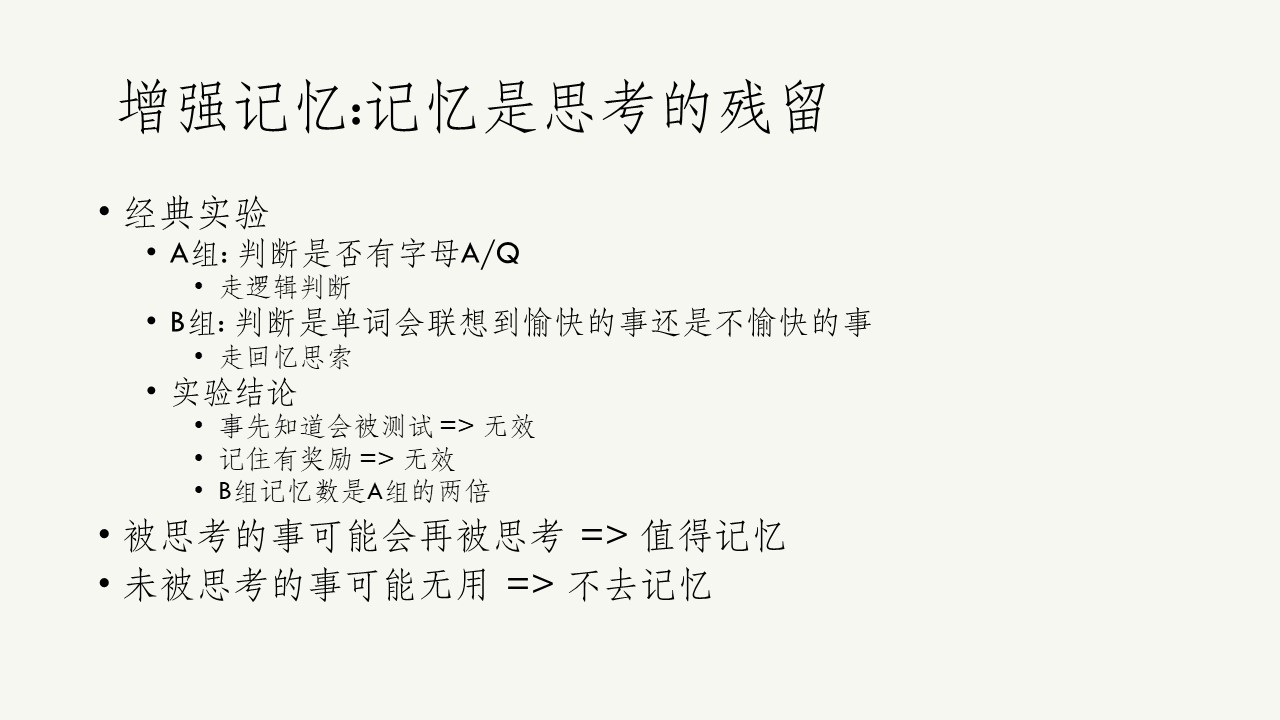 增强记忆:记忆是思考的残留
• 经典实验
• A组: 判断是否有字母A/Q
• 走逻辑判断
• B组: 判断是单词会联想到愉快的事还是不愉快的事
• 走回忆思索
• 实验结论
• 事先知道会被测试 => 无效
• 记住有奖励 => 无效
• B组记忆数是A组的两倍
• 被思考的事可能会再被思考 => 值得记忆
• 未被思考的事可能无用 => 不去记忆